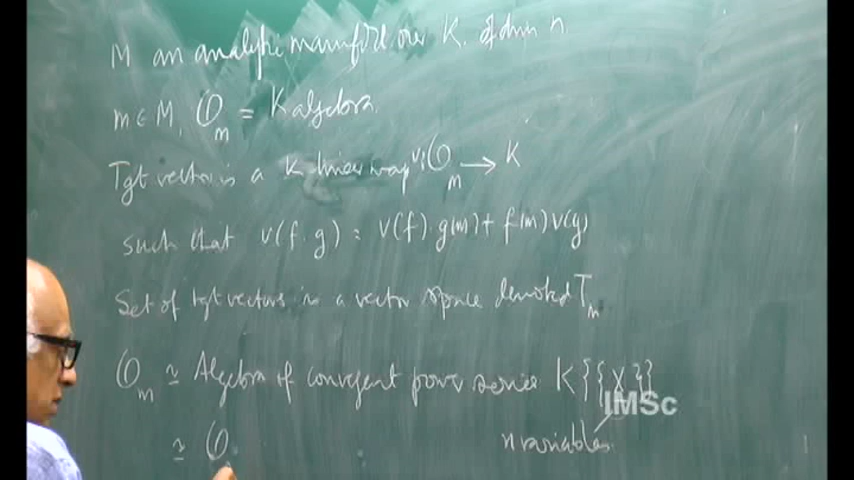 M an analytic manifold over K, of dim n
m ∈ M, O_m = K algebra
Tgt vector is a K linear map v: O_m → K
such that v(f·g) = v(f)·g(m) + f(m)v(g)
Set of tgt vectors is a vector space denoted T_m
O_m ≃ Algebra of convergent power series K{{X}}
IMSc
≃ O
n variables